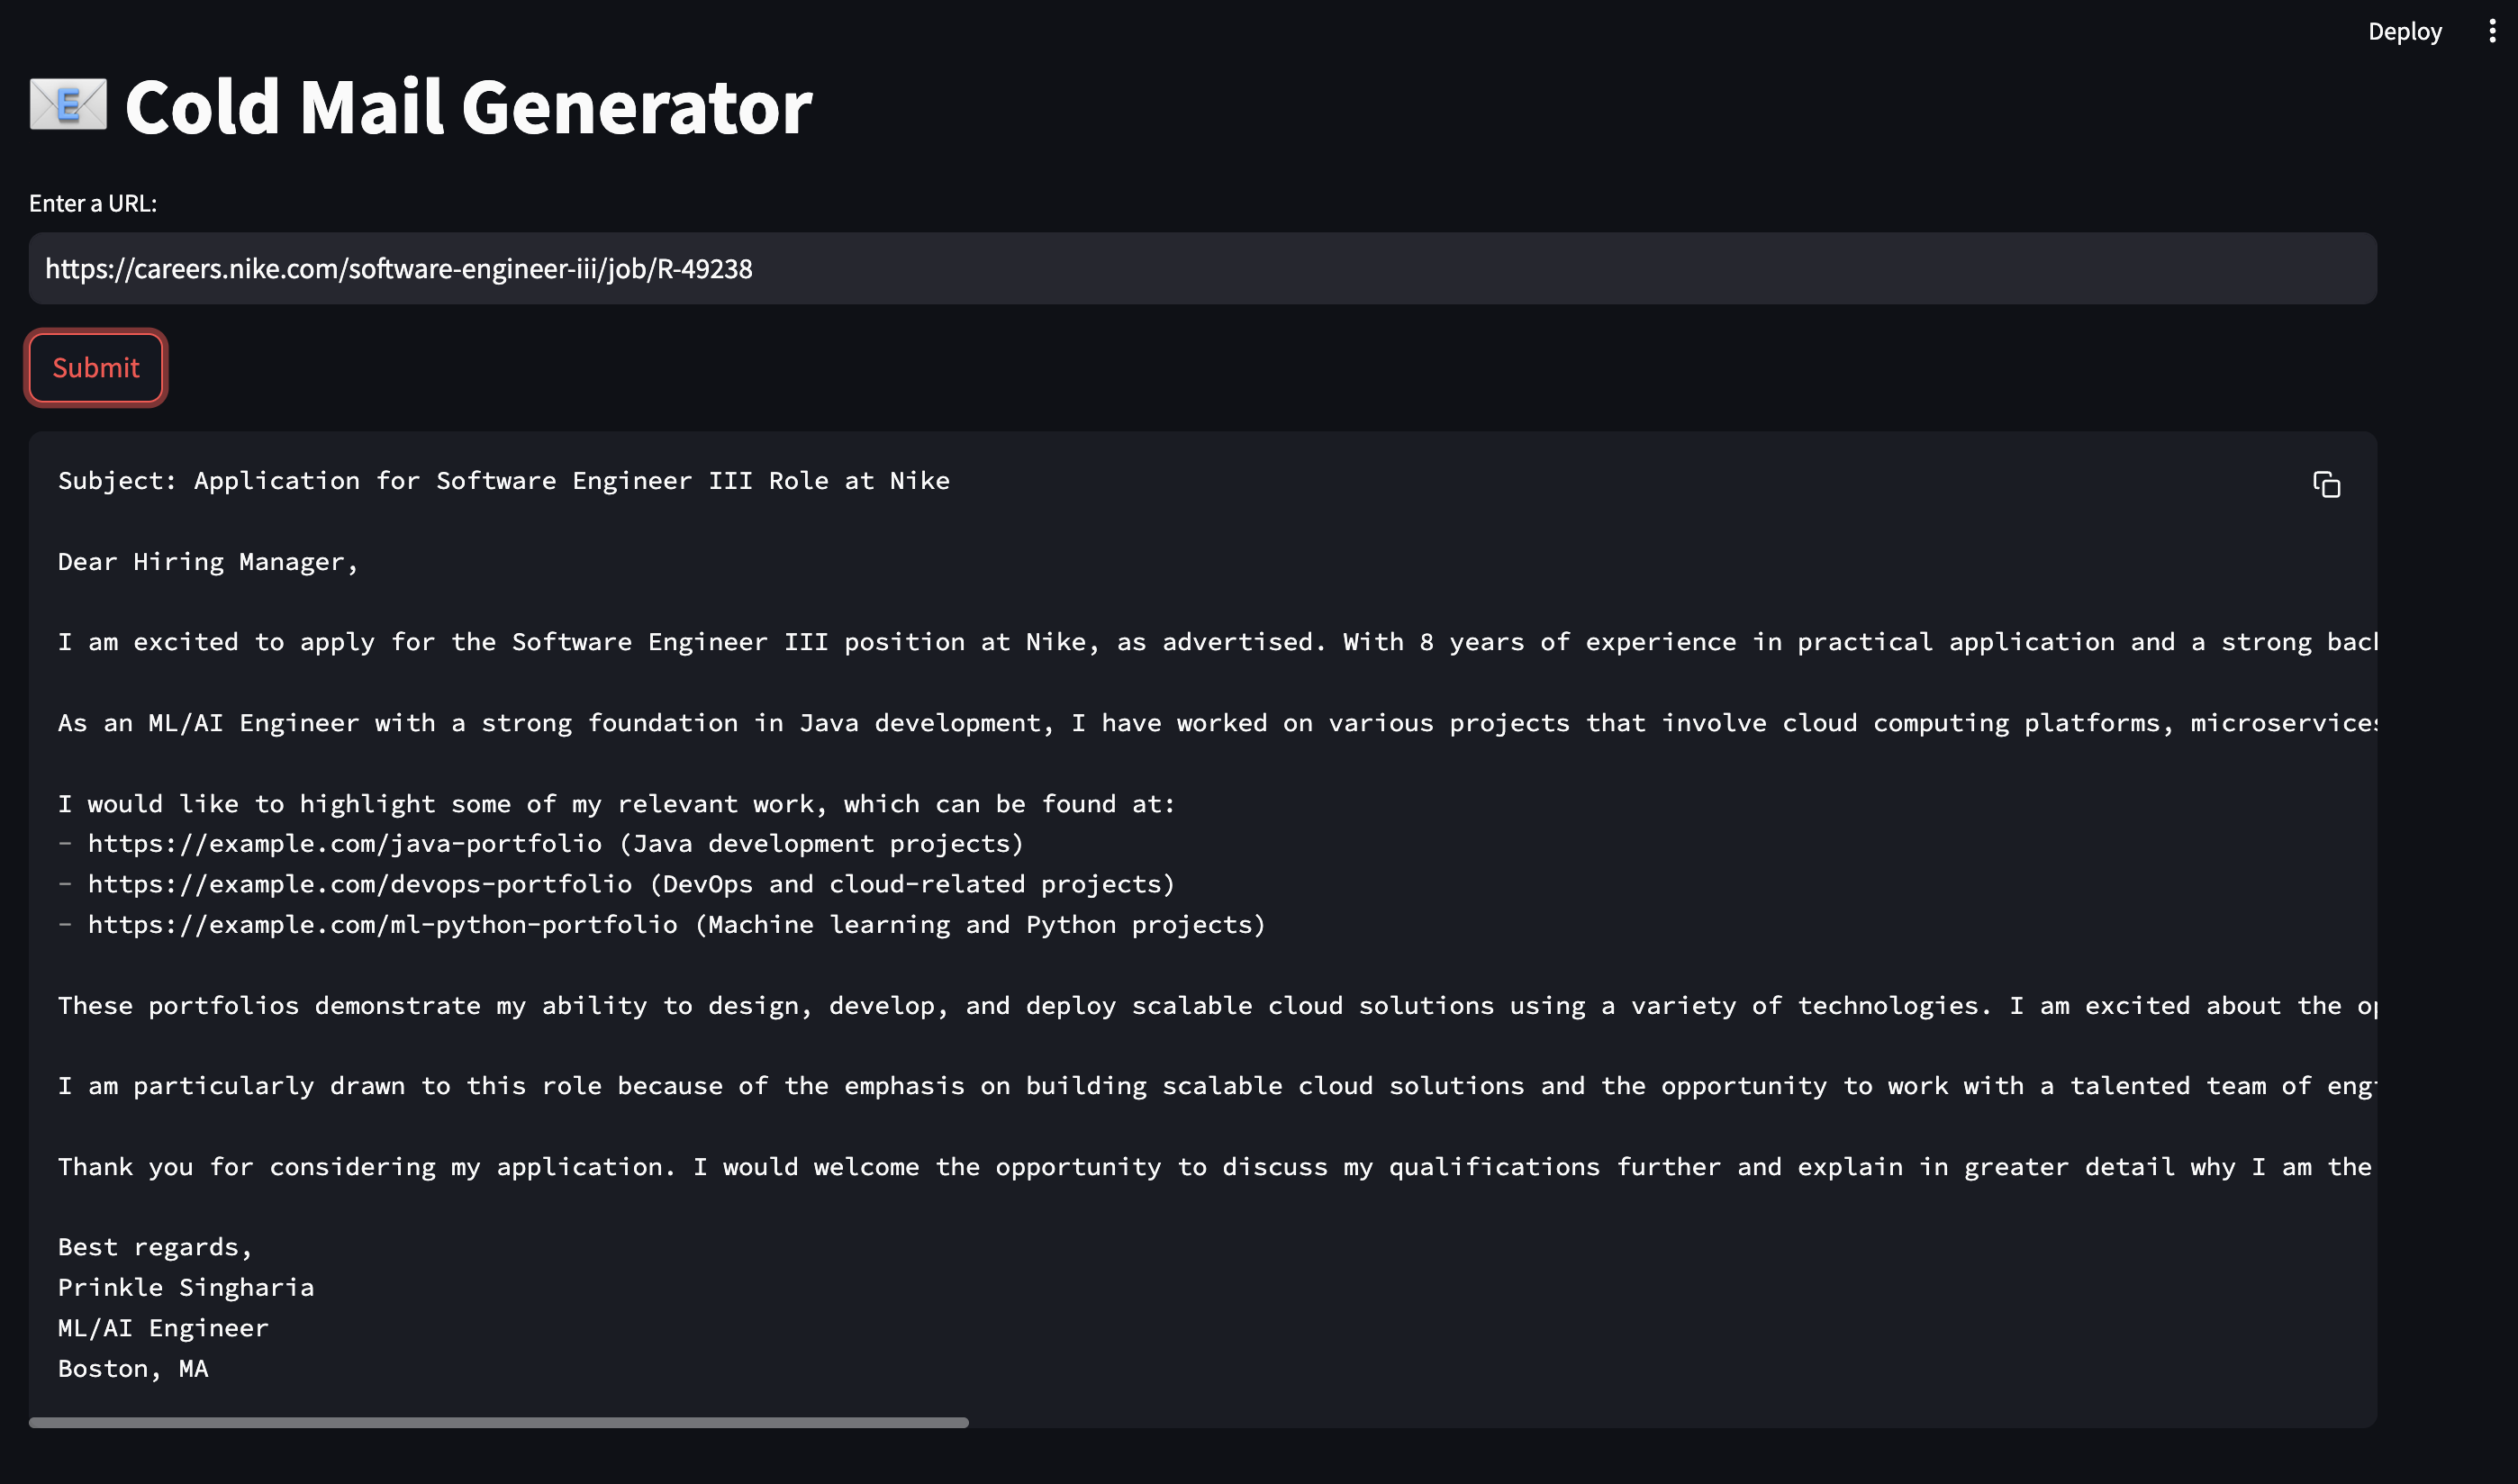 Deploy
Cold Mail Generator
Enter a URL:
https://careers.nike.com/software-engineer-iii/job/R-49238
Submit
Subject: Application for Software Engineer III Role at Nike
Dear Hiring Manager,
I am excited to apply for the Software Engineer III position at Nike, as advertised. With 8 years of experience in practical application and a strong
As an ML/AI Engineer with a strong foundation in Java development, I have worked on various projects that involve cloud computing platforms, microservices
I would like to highlight some of my relevant work, which can be found at:
- https://example.com/java-portfolio (Java development projects)
- https://example.com/devops-portfolio (DevOps and cloud-related projects)
- https://example.com/ml-python-portfolio (Machine learning and Python projects)
These portfolios demonstrate my ability to design, develop, and deploy scalable cloud solutions using a variety of technologies. I am excited about the
I am particularly drawn to this role because of the emphasis on building scalable cloud solutions and the opportunity to work with a talented team of
Thank you for considering my application. I would welcome the opportunity to discuss my qualifications further and explain in greater detail why I am the
Best regards,
Prinkle Singharia
ML/AI Engineer
Boston, MA